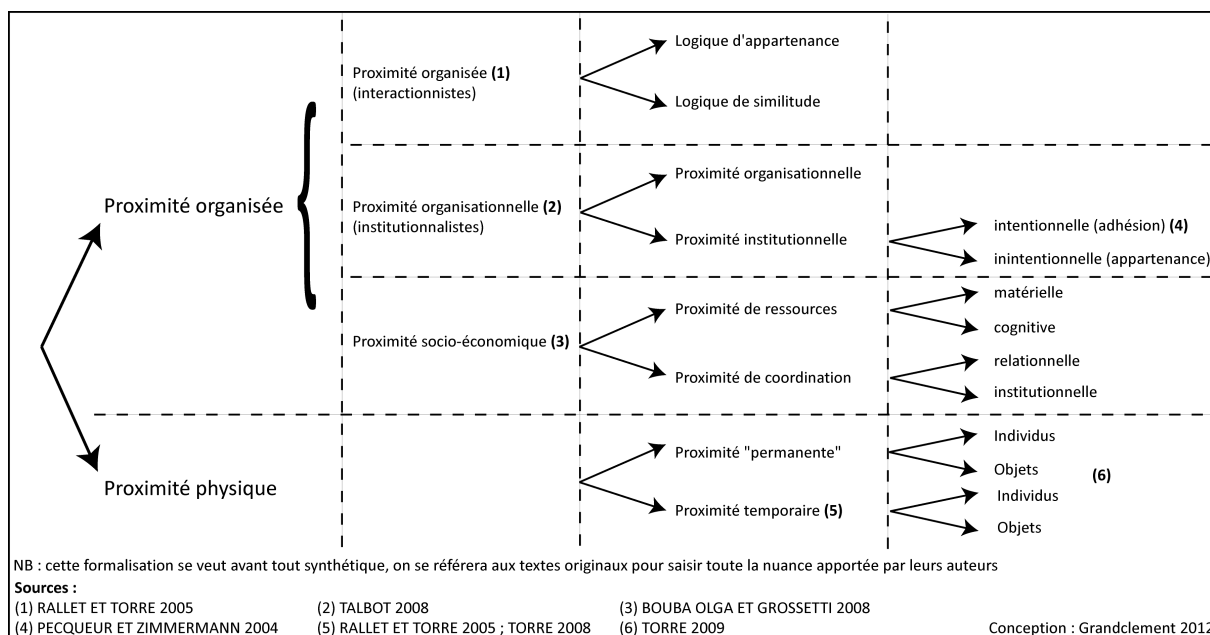 Logique d'appartenance
Proximité organisée (1)
(interactionnistes)
Logique de similitude
Proximité organisée
Proximité organisationnelle
Proximité organisationnelle (2)
(institutionnalistes)
Proximité institutionnelle
intentionnelle (adhésion) (4)
inintentionnelle (appartenance)
Proximité socio-économique (3)
Proximité de ressources
matérielle
cognitive
Proximité de coordination
relationnelle
institutionnelle
Proximité physique
Proximité "permanente"
Individus
Objets
(6)
Proximité temporaire (5)
Individus
Objets
NB : cette formalisation se veut avant tout synthétique, on se référera aux textes originaux pour saisir toute la nuance apportée par leurs auteurs
Sources :
(1) RALLET ET TORRE 2005 (2) TALBOT 2008 (3) BOUBA OLGA ET GROSSETTI 2008
(4) PECQUEUR ET ZIMMERMANN 2004 (5) RALLET ET TORRE 2005 ; TORRE 2008 (6) TORRE 2009 Conception : Grandclement 2012